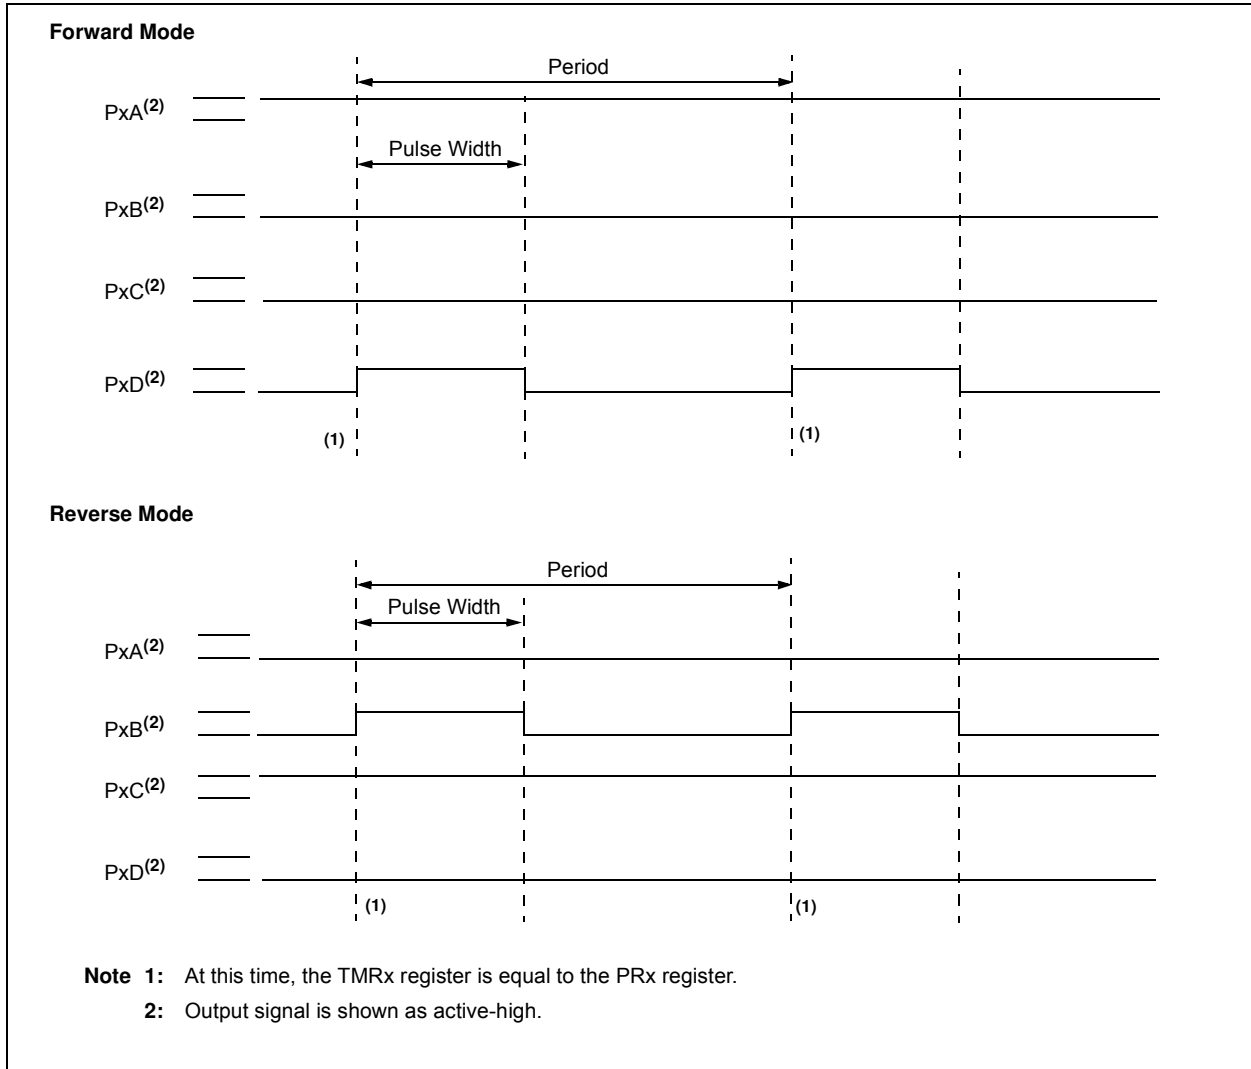 Forward Mode
Period
PxA(2)
Pulse Width
PxB(2)
PxC(2)
PxD(2)
(1)
(1)
Reverse Mode
Period
Pulse Width
PxA(2)
PxB(2)
PxC(2)
PxD(2)
(1)
(1)
Note 1: At this time, the TMRx register is equal to the PRx register.
2: Output signal is shown as active-high.